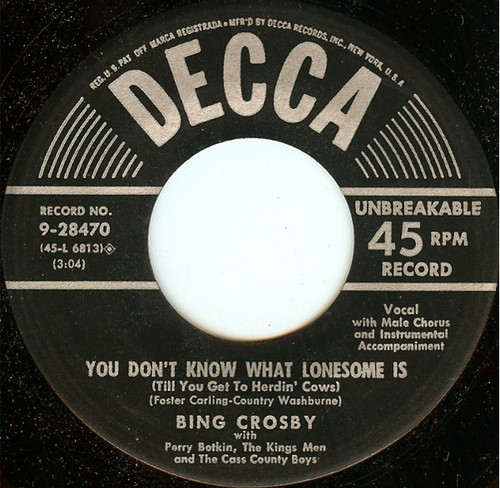 REG. U.S. PAT OFF MARCA REGISTRADA • MFR'D BY DECCA RECORDS, INC., NEW YORK, U.S.A.
DECCA
RECORD NO.
9-28470
(45-L 6813)
(3:04)
UNBREAKABLE
45 RPM
RECORD
Vocal
with Male Chorus
and Instrumental
Accompaniment
YOU DON'T KNOW WHAT LONESOME IS
(Till You Get To Herdin' Cows)
(Foster Carling-Country Washburne)
BING CROSBY
with
Perry Botkin, The Kings Men
and The Cass County Boys